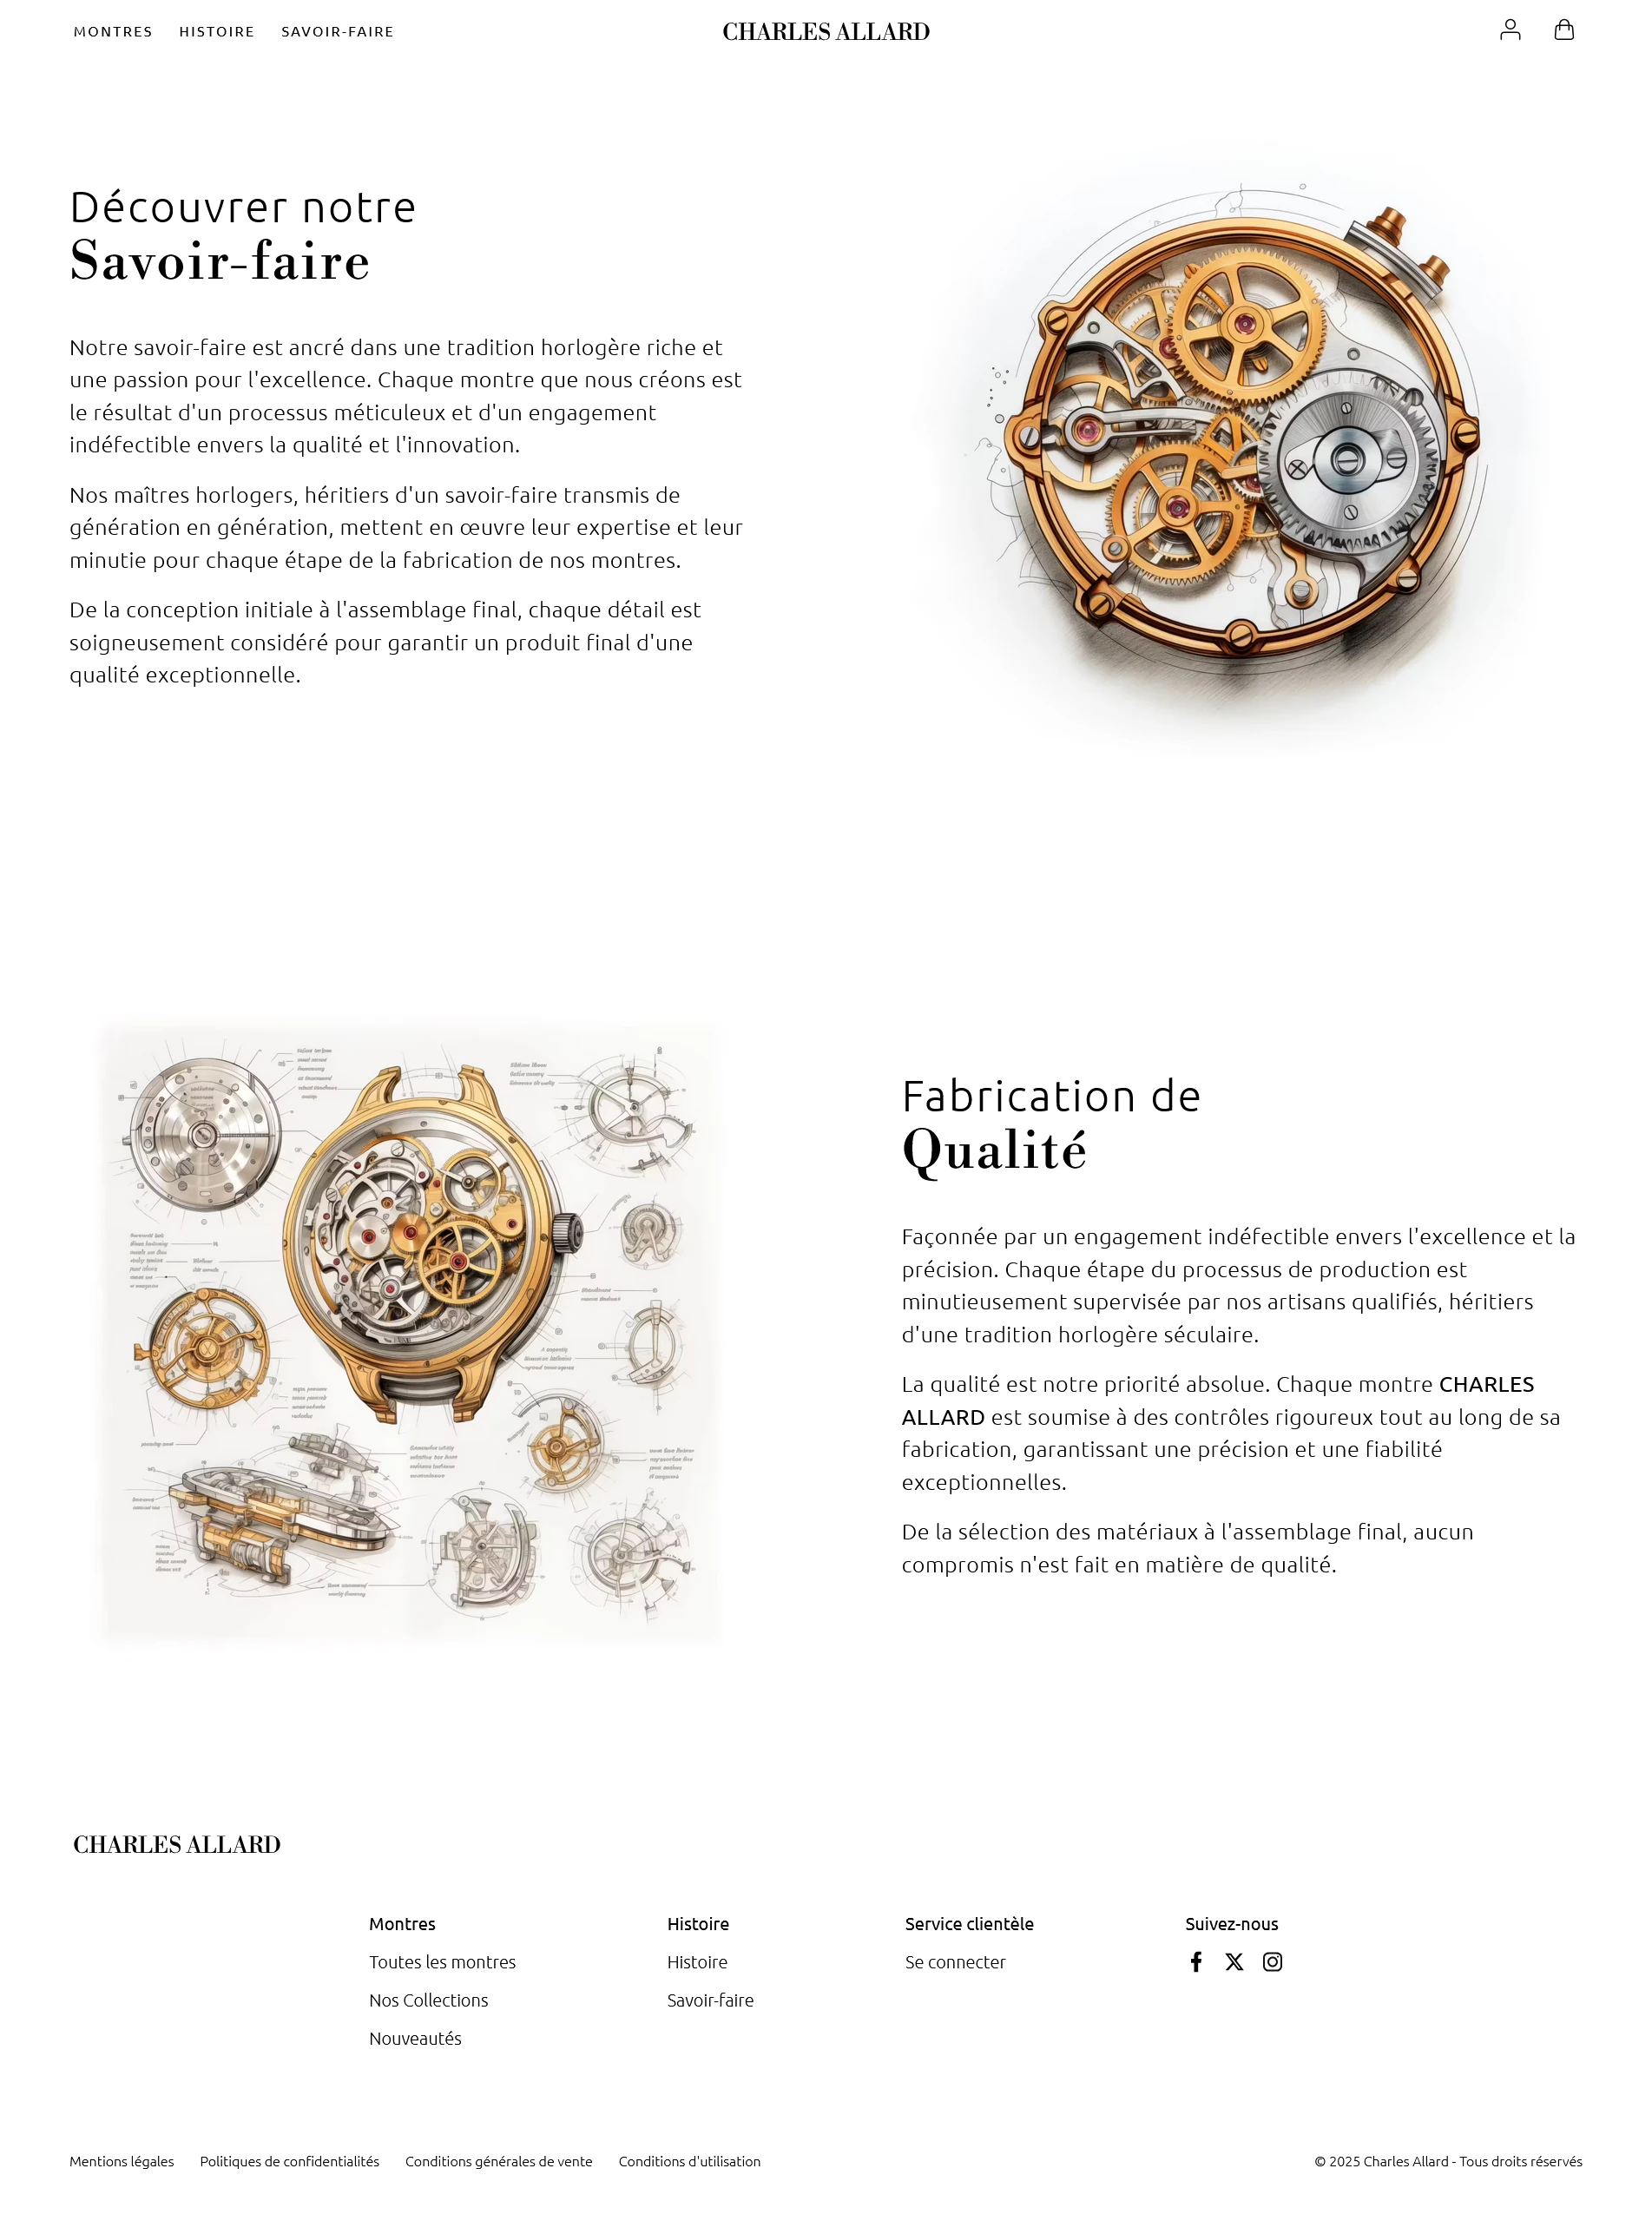 MONTRES HISTOIRE SAVOIR-FAIRE CHARLES ALLARD
Découvrer notre
Savoir-faire
Notre savoir-faire est ancré dans une tradition horlogère riche et
une passion pour l'excellence. Chaque montre que nous créons est
le résultat d'un processus méticuleux et d'un engagement
indéfectible envers la qualité et l'innovation.
Nos maîtres horlogers, héritiers d'un savoir-faire transmis de
génération en génération, mettent en œuvre leur expertise et leur
minutie pour chaque étape de la fabrication de nos montres.
De la conception initiale à l'assemblage final, chaque détail est
soigneusement considéré pour garantir un produit final d'une
qualité exceptionnelle.
Fabrication de
Qualité
Façonnée par un engagement indéfectible envers l'excellence et la
précision. Chaque étape du processus de production est
minutieusement supervisée par nos artisans qualifiés, héritiers
d'une tradition horlogère séculaire.
La qualité est notre priorité absolue. Chaque montre CHARLES
ALLARD est soumise à des contrôles rigoureux tout au long de sa
fabrication, garantissant une précision et une fiabilité
exceptionnelles.
De la sélection des matériaux à l'assemblage final, aucun
compromis n'est fait en matière de qualité.
CHARLES ALLARD
Montres
Toutes les montres
Nos Collections
Nouveautés
Histoire
Histoire
Savoir-faire
Service clientèle
Se connecter
Suivez-nous
Mentions légales Politiques de confidentialités Conditions générales de vente Conditions d'utilisation © 2025 Charles Allard - Tous droits réservés